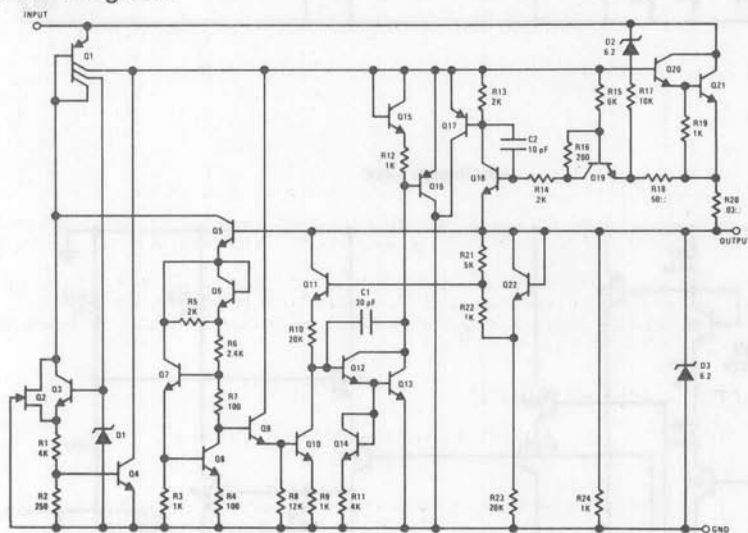 INPUT
Q1
D2
6.2
Q20
Q21
R13
2K
R15
6K
R17
10K
Q15
R12
1K
Q17
C2
10 pF
R19
1K
R16
200
Q16
Q18
R14
2K
Q19
R18
50
R20
.03
Q5
OUTPUT
Q6
Q11
C1
30 pF
R21
5K
Q22
R5
2K
R22
1K
R6
2.4K
R10
20K
Q12
Q7
Q13
D3
6.2
Q2
Q3
R7
100
D1
R1
4K
Q9
Q10
Q14
Q4
Q8
R2
250
R3
1K
R4
100
R8
12K
R9
1K
R11
4K
R23
20K
R24
1K
GND